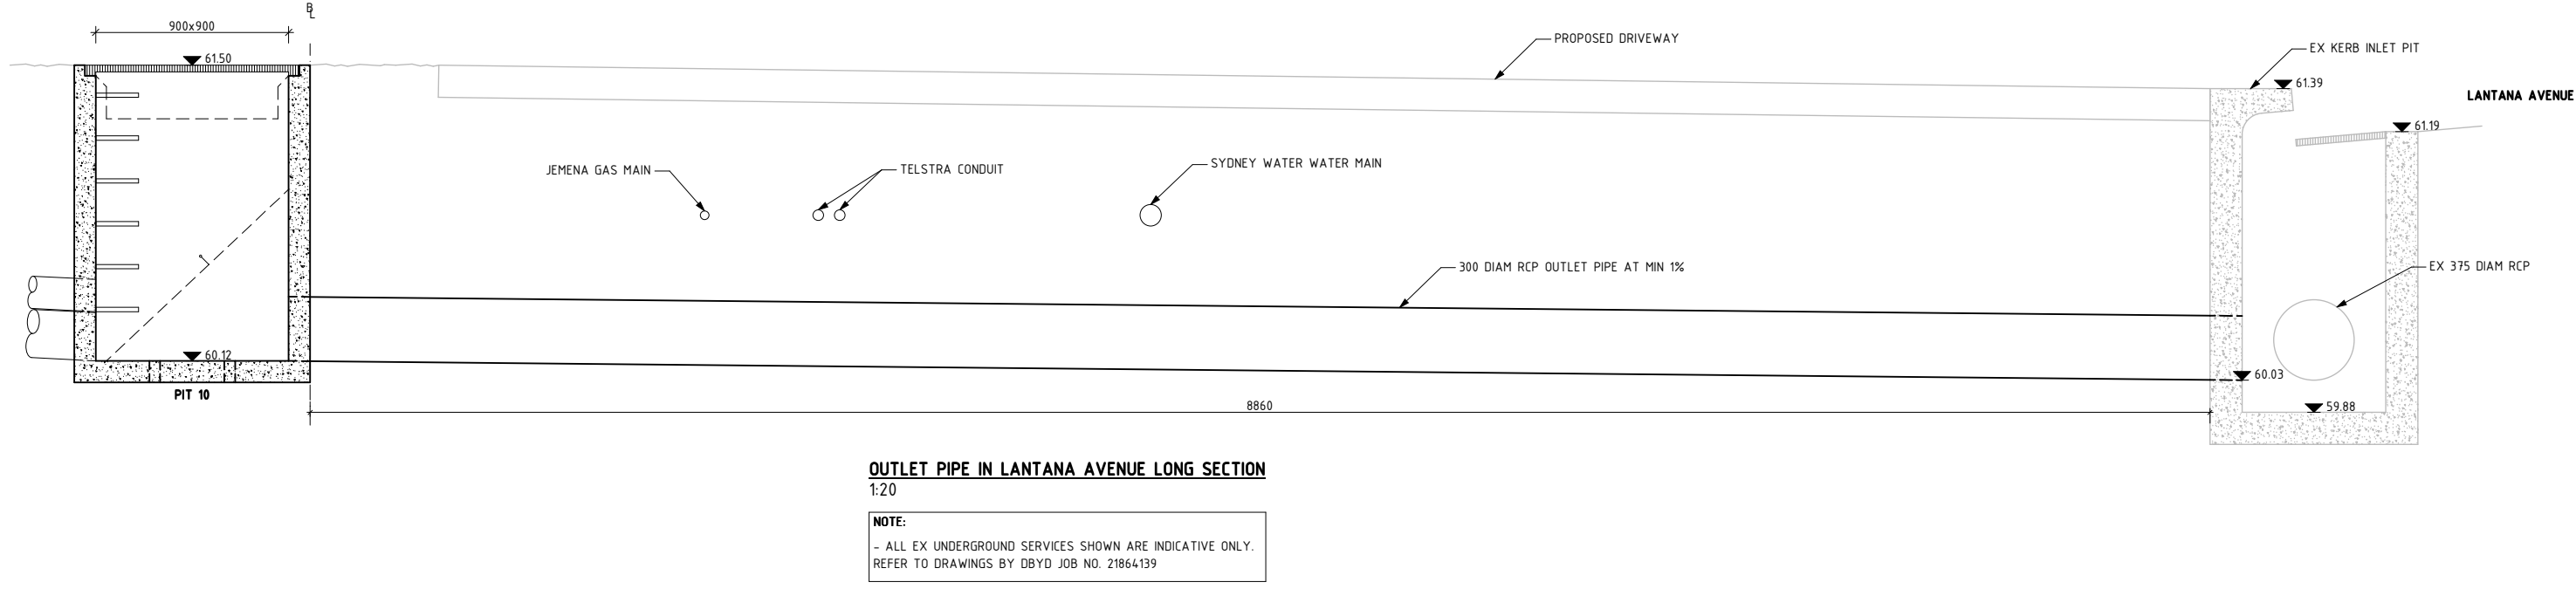 B
L
900x900
61.50
PROPOSED DRIVEWAY
EX KERB INLET PIT
61.39
LANTANA AVENUE
61.19
JEMENA GAS MAIN
TELSTRA CONDUIT
SYDNEY WATER WATER MAIN
300 DIAM RCP OUTLET PIPE AT MIN 1%
EX 375 DIAM RCP
60.12
60.03
PIT 10
8860
59.88
OUTLET PIPE IN LANTANA AVENUE LONG SECTION
1:20
NOTE:
- ALL EX UNDERGROUND SERVICES SHOWN ARE INDICATIVE ONLY.
REFER TO DRAWINGS BY DBYD JOB NO. 21864139